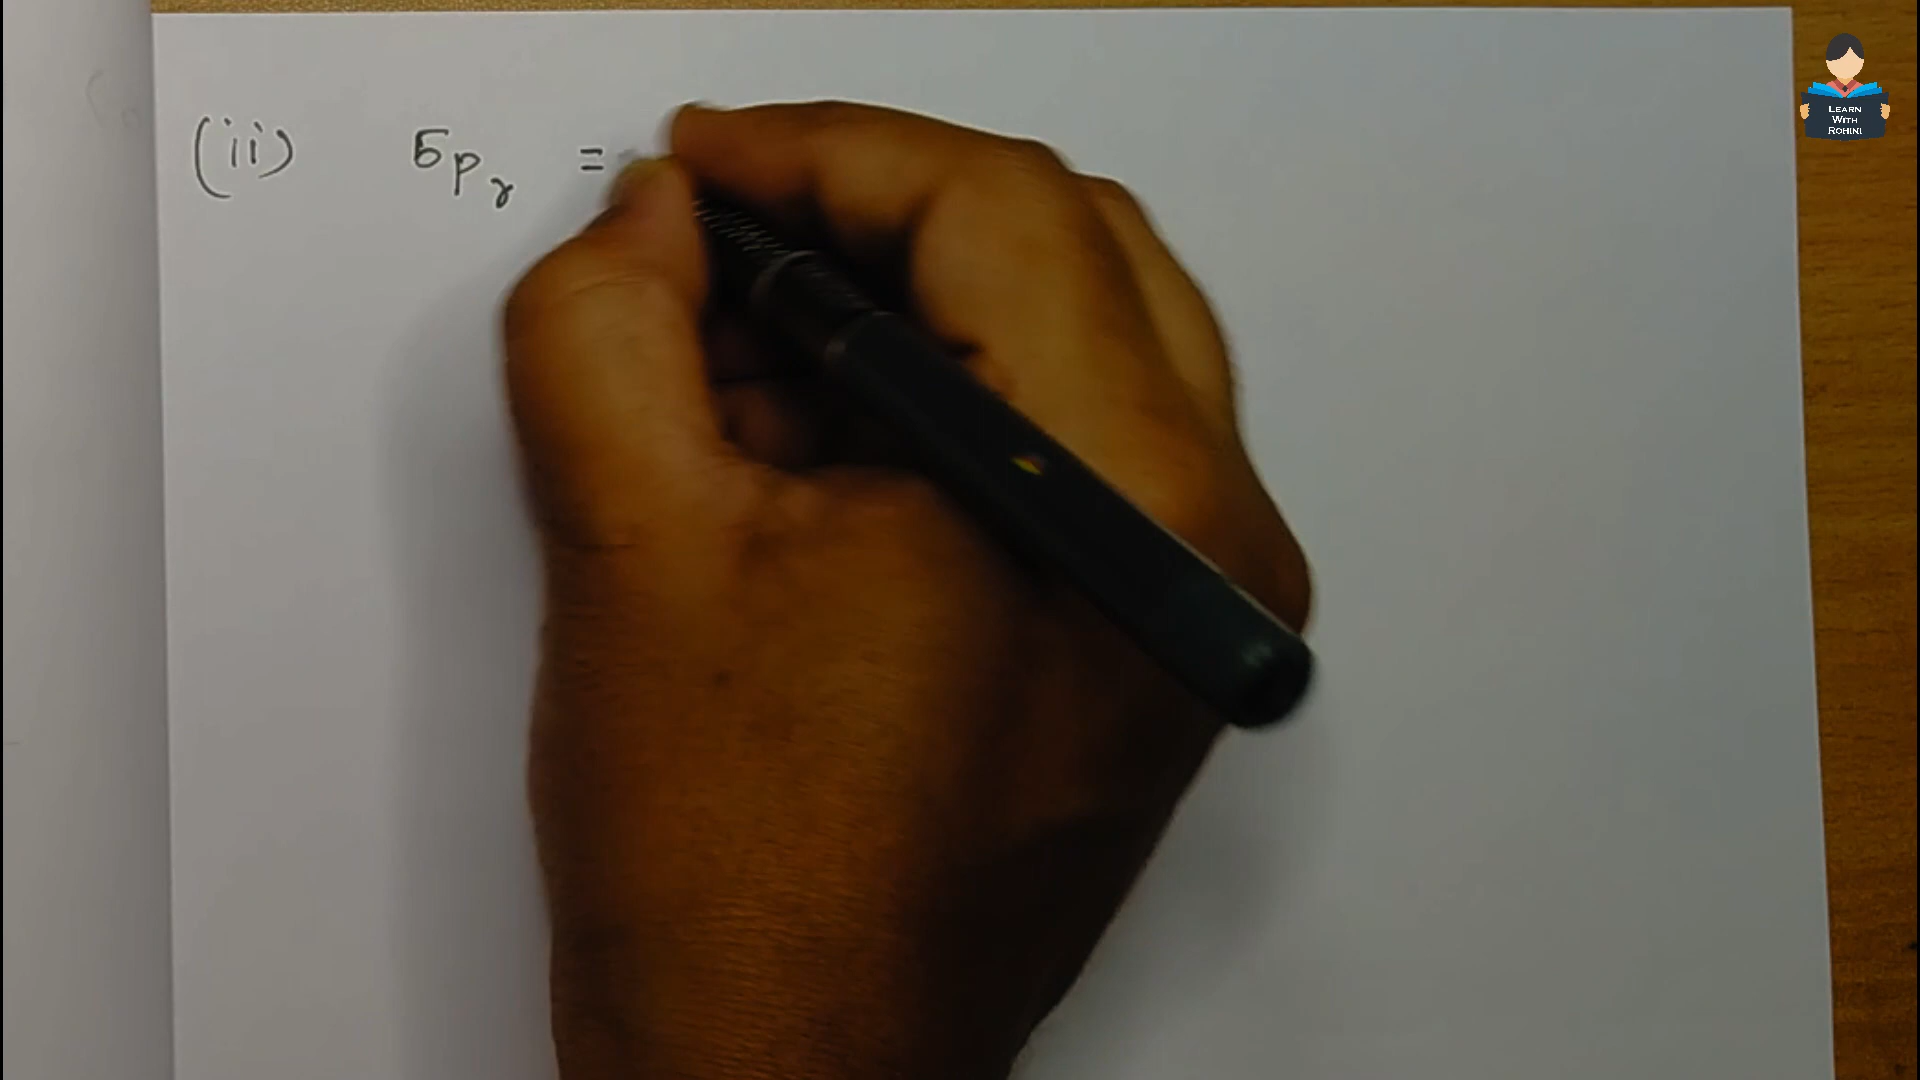 (ii) 5pᵣ =
LEARN
WITH
ROHINI